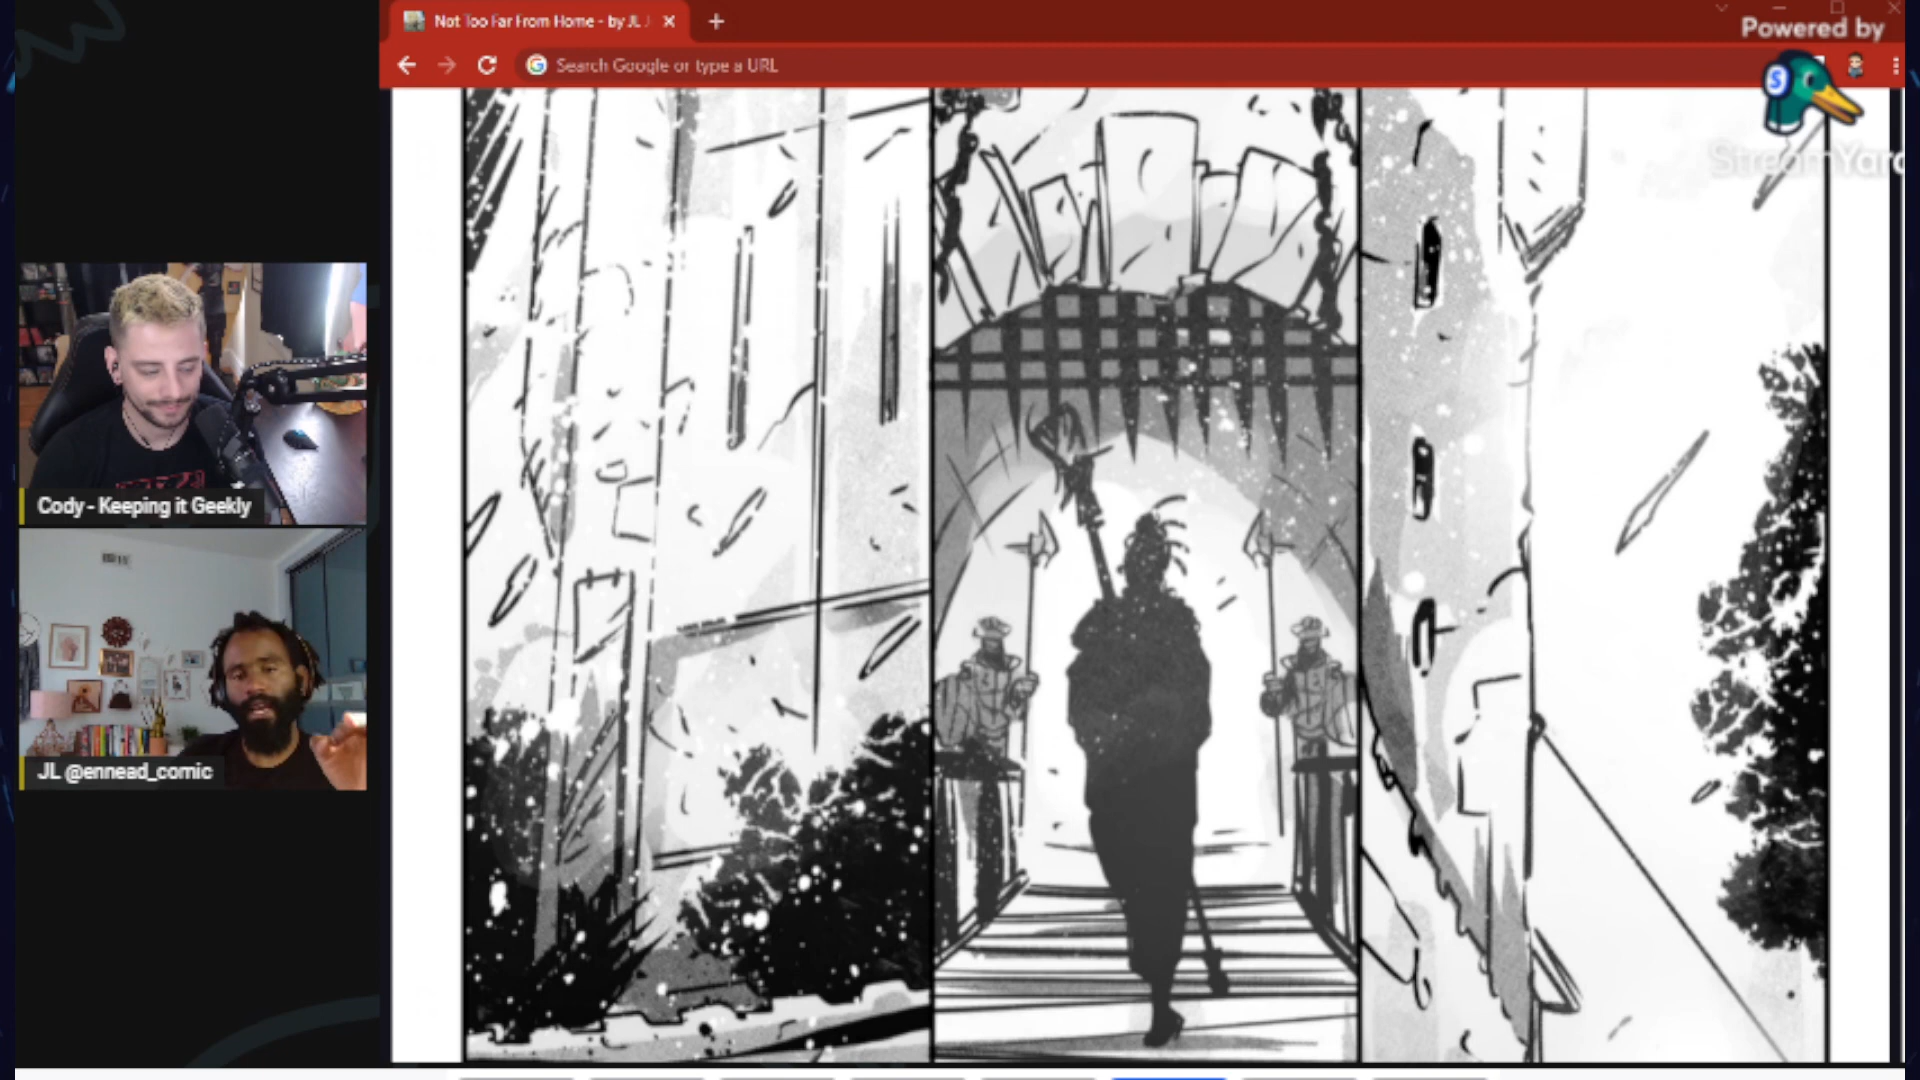 Not Too Far From Home - by JL
Search Google or type a URL
Powered by
S
StreamYard
Cody - Keeping it Geekly
JL @ennead_comic